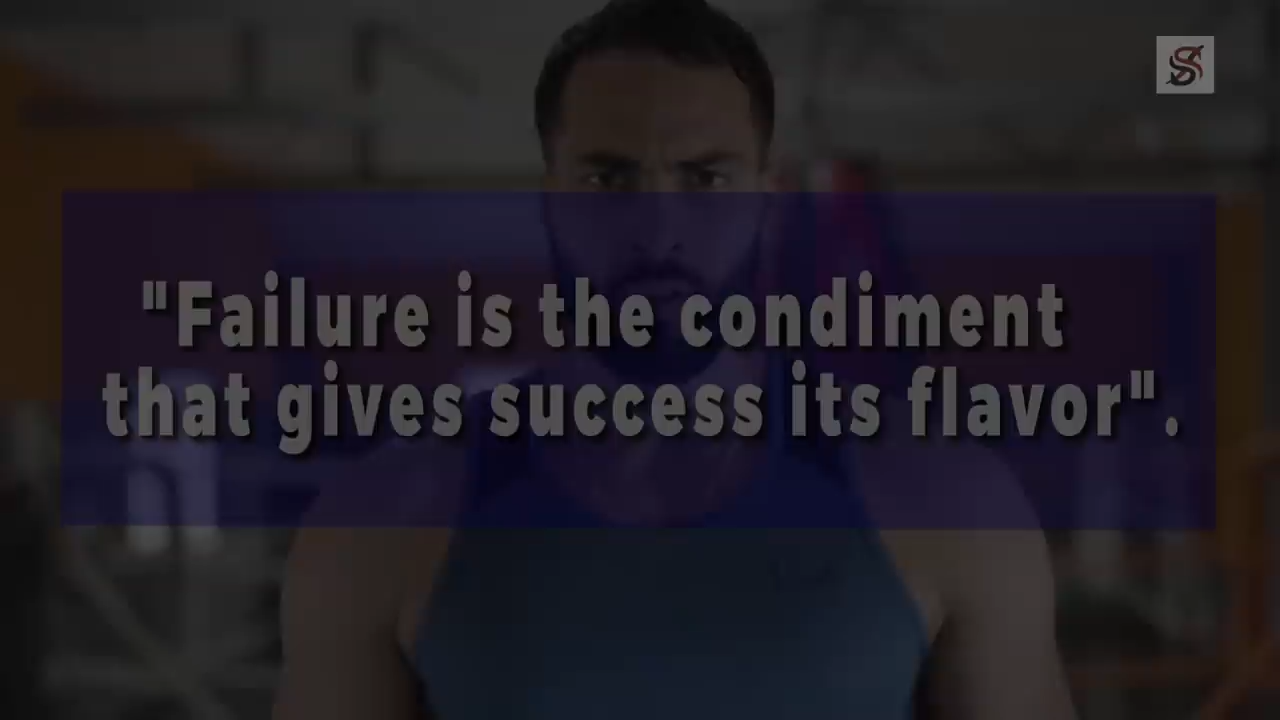 "Failure is the condiment
that gives success its flavor".